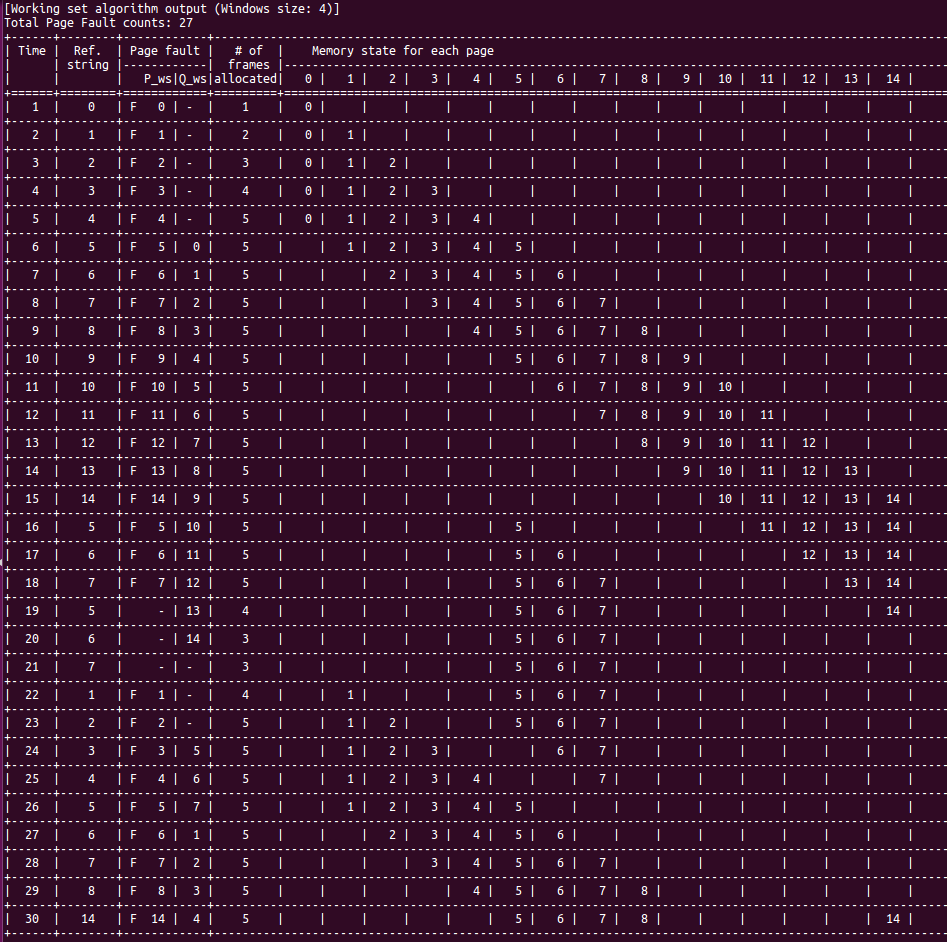 [Working set algorithm output (Windows size: 4)]
Total Page Fault counts: 27
+------+--------+------------+---------+---------------------------------------------------------------------------
| Time | Ref. | Page fault | # of | Memory state for each page
| | string |------------| frames |---------------------------------------------------------------------------
| | | P_ws|Q_ws|allocated| 0 | 1 | 2 | 3 | 4 | 5 | 6 | 7 | 8 | 9 | 10 | 11 | 12 | 13 | 14 |
+======+========+============+=========+===========================================================================
| 1 | 0 | F 0 | - | 1 | 0 | | | | | | | | | | | | | | |
| 2 | 1 | F 1 | - | 2 | 0 | 1 | | | | | | | | | | | | | |
| 3 | 2 | F 2 | - | 3 | 0 | 1 | 2 | | | | | | | | | | | | |
| 4 | 3 | F 3 | - | 4 | 0 | 1 | 2 | 3 | | | | | | | | | | | |
| 5 | 4 | F 4 | - | 5 | 0 | 1 | 2 | 3 | 4 | | | | | | | | | | |
| 6 | 5 | F 5 | 0 | 5 | | 1 | 2 | 3 | 4 | 5 | | | | | | | | | |
| 7 | 6 | F 6 | 1 | 5 | | | 2 | 3 | 4 | 5 | 6 | | | | | | | | |
| 8 | 7 | F 7 | 2 | 5 | | | | 3 | 4 | 5 | 6 | 7 | | | | | | | |
| 9 | 8 | F 8 | 3 | 5 | | | | | 4 | 5 | 6 | 7 | 8 | | | | | | |
| 10 | 9 | F 9 | 4 | 5 | | | | | | 5 | 6 | 7 | 8 | 9 | | | | | |
| 11 | 10 | F 10 | 5 | 5 | | | | | | | 6 | 7 | 8 | 9 | 10 | | | | |
| 12 | 11 | F 11 | 6 | 5 | | | | | | | | 7 | 8 | 9 | 10 | 11 | | | |
| 13 | 12 | F 12 | 7 | 5 | | | | | | | | | 8 | 9 | 10 | 11 | 12 | | |
| 14 | 13 | F 13 | 8 | 5 | | | | | | | | | | 9 | 10 | 11 | 12 | 13 | |
| 15 | 14 | F 14 | 9 | 5 | | | | | | | | | | | 10 | 11 | 12 | 13 | 14 |
| 16 | 5 | F 5 | 10 | 5 | | | | | | 5 | | | | | | 11 | 12 | 13 | 14 |
| 17 | 6 | F 6 | 11 | 5 | | | | | | 5 | 6 | | | | | | 12 | 13 | 14 |
| 18 | 7 | F 7 | 12 | 5 | | | | | | 5 | 6 | 7 | | | | | | 13 | 14 |
| 19 | 5 | - | 13 | 4 | | | | | | 5 | 6 | 7 | | | | | | | 14 |
| 20 | 6 | - | 14 | 3 | | | | | | 5 | 6 | 7 | | | | | | | |
| 21 | 7 | - | - | 3 | | | | | | 5 | 6 | 7 | | | | | | | |
| 22 | 1 | F 1 | - | 4 | | 1 | | | | 5 | 6 | 7 | | | | | | | |
| 23 | 2 | F 2 | - | 5 | | 1 | 2 | | | 5 | 6 | 7 | | | | | | | |
| 24 | 3 | F 3 | 5 | 5 | | 1 | 2 | 3 | | | 6 | 7 | | | | | | | |
| 25 | 4 | F 4 | 6 | 5 | | 1 | 2 | 3 | 4 | | | 7 | | | | | | | |
| 26 | 5 | F 5 | 7 | 5 | | 1 | 2 | 3 | 4 | 5 | | | | | | | | | |
| 27 | 6 | F 6 | 1 | 5 | | | 2 | 3 | 4 | 5 | 6 | | | | | | | | |
| 28 | 7 | F 7 | 2 | 5 | | | | 3 | 4 | 5 | 6 | 7 | | | | | | | |
| 29 | 8 | F 8 | 3 | 5 | | | | | 4 | 5 | 6 | 7 | 8 | | | | | | |
| 30 | 14 | F 14 | 4 | 5 | | | | | | 5 | 6 | 7 | 8 | | | | | | 14 |